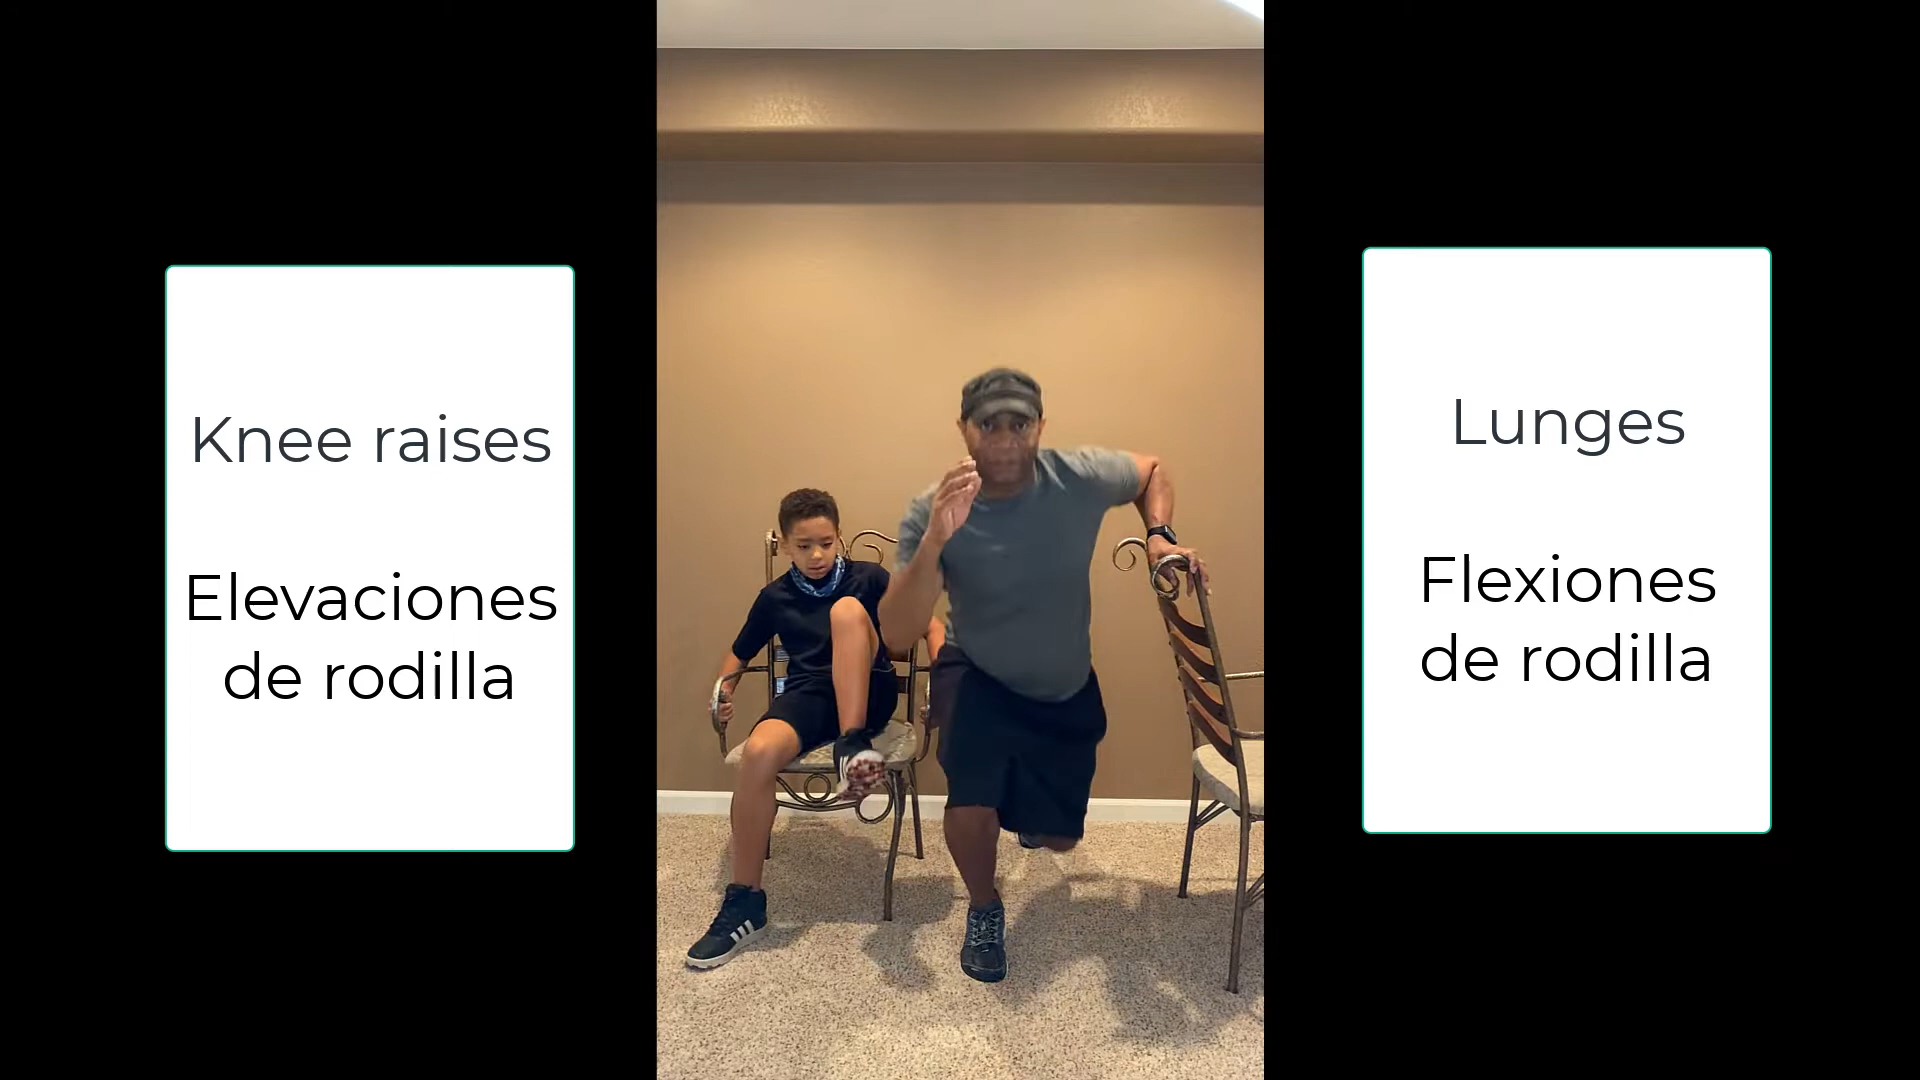 Knee raises
Elevaciones
de rodilla
Lunges
Flexiones
de rodilla